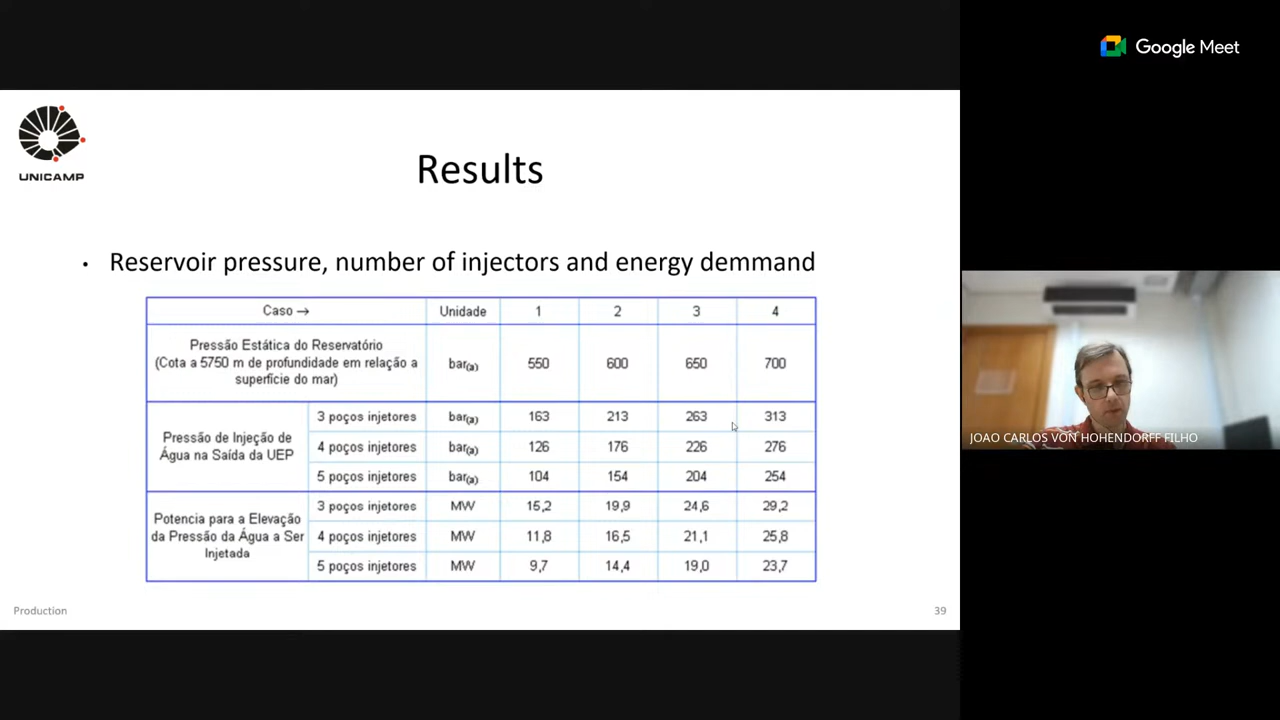 Google Meet
UNICAMP
Results
• Reservoir pressure, number of injectors and energy demmand
Caso → Unidade 1 2 3 4
Pressão Estática do Reservatório
(Cota a 5750 m de profundidade em relação a
superfície do mar)
bar(a) 550 600 650 700
Pressão de Injeção de
Água na Saída da UEP
3 poços injetores bar(a) 163 213 263 313
4 poços injetores bar(a) 126 176 226 276
5 poços injetores bar(a) 104 154 204 254
Potencia para a Elevação
da Pressão da Água a Ser
Injetada
3 poços injetores MW 15,2 19,9 24,6 29,2
4 poços injetores MW 11,8 16,5 21,1 25,8
5 poços injetores MW 9,7 14,4 19,0 23,7
Production
39
JOAO CARLOS VON HOHENDORFF FILHO